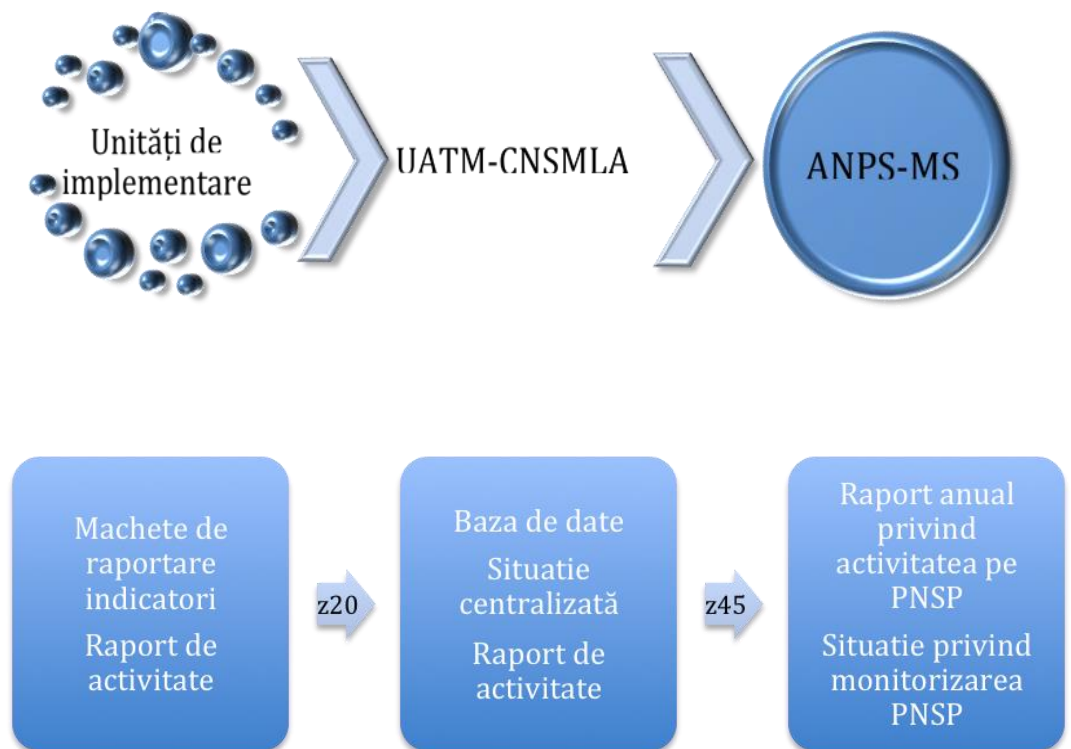 Unități de
implementare
UATM-CNSMLA
ANPS-MS
Machete de
raportare
indicatori
Raport de
activitate
z20
Baza de date
Situatie
centralizată
Raport de
activitate
z45
Raport anual
privind
activitatea pe
PNSP
Situatie privind
monitorizarea
PNSP